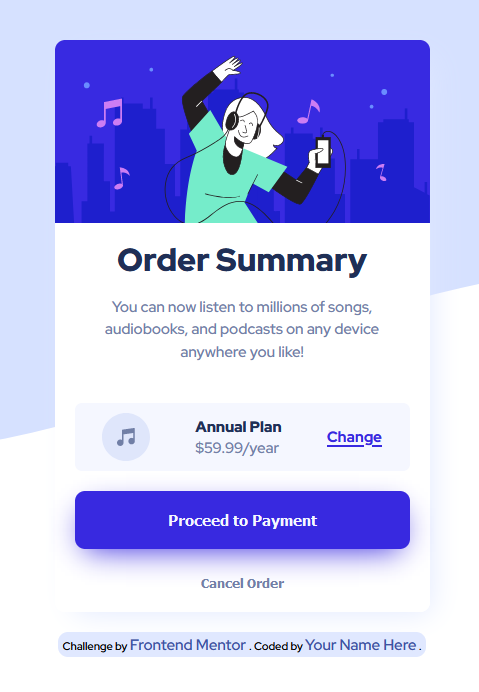 Order Summary
You can now listen to millions of songs,
audiobooks, and podcasts on any device
anywhere you like!
Annual Plan
$59.99/year
Change
Proceed to Payment
Cancel Order
Challenge by Frontend Mentor . Coded by Your Name Here .